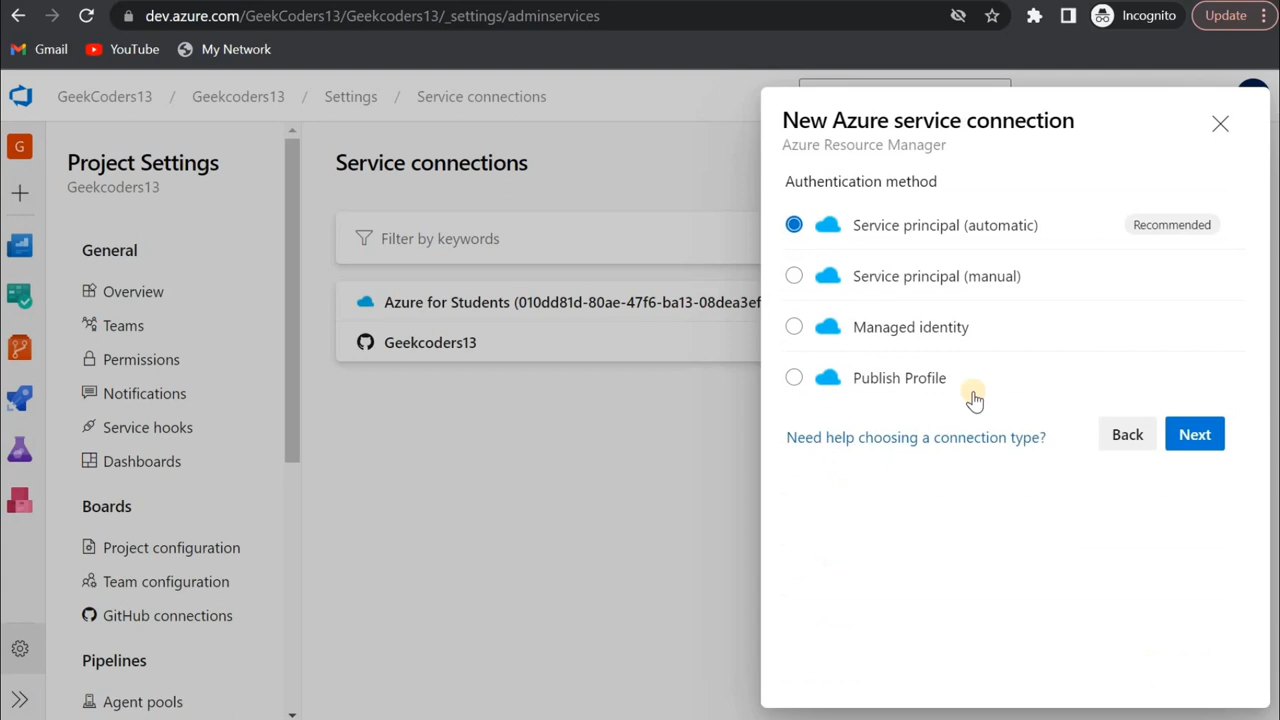 dev.azure.com/GeekCoders13/Geekcoders13/_settings/adminservices
Incognito
Update
Gmail
YouTube
My Network
GeekCoders13 / Geekcoders13 / Settings / Service connections
G
Project Settings
Geekcoders13
General
Overview
Teams
Permissions
Notifications
Service hooks
Dashboards
Boards
Project configuration
Team configuration
GitHub connections
Pipelines
Agent pools
Service connections
Filter by keywords
Azure for Students (010dd81d-80ae-47f6-ba13-08dea3ef
Geekcoders13
New Azure service connection
Azure Resource Manager
Authentication method
Service principal (automatic)
Recommended
Service principal (manual)
Managed identity
Publish Profile
Need help choosing a connection type?
Back
Next